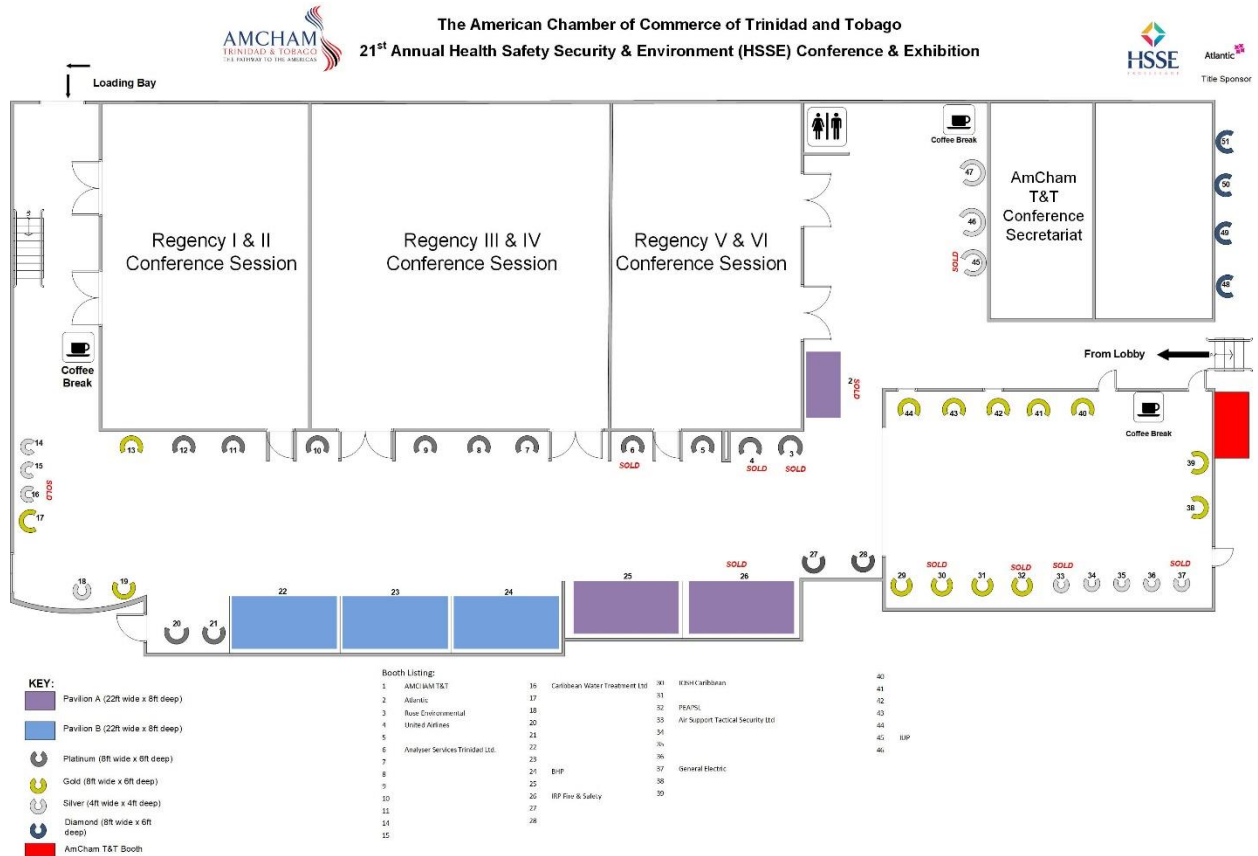 AMCHAM
TRINIDAD & TOBAGO
THE PATHWAY TO THE AMERICAS
The American Chamber of Commerce of Trinidad and Tobago
21st Annual Health Safety Security & Environment (HSSE) Conference & Exhibition
HSSE
Atlantic
Title Sponsor
Loading Bay
Coffee Break
51
50
49
48
47
46
45
SOLD
AmCham
T&T
Conference
Secretariat
Regency I & II
Conference Session
Regency III & IV
Conference Session
Regency V & VI
Conference Session
Coffee
Break
From Lobby
2
SOLD
44
43
42
41
40
Coffee Break
39
38
14
15
16
SOLD
17
13
12
11
10
9
8
7
6
SOLD
5
4
SOLD
3
SOLD
18
19
20
21
22
23
24
25
SOLD
26
27
28
29
SOLD
30
31
SOLD
32
SOLD
33
34
35
36
SOLD
37
KEY:
Pavilion A (22ft wide x 8ft deep)
Pavilion B (22ft wide x 8ft deep)
Platinum (8ft wide x 6ft deep)
Gold (8ft wide x 6ft deep)
Silver (4ft wide x 4ft deep)
Diamond (8ft wide x 6ft
deep)
AmCham T&T Booth
Booth Listing:
1 AMCHAM T&T
2 Atlantic
3 Rose Environmental
4 United Airlines
5
6 Analyser Services Trinidad Ltd.
7
8
9
10
11
14
15
16 Caribbean Water Treatment Ltd
17
18
20
21
22
23
24 BHP
25
26 IRP Fire & Safety
27
28
30 IOSH Caribbean
31
32 PEAPSL
33 Air Support Tactical Security Ltd
34
35
36
37 General Electric
38
39
40
41
42
43
44
45
46